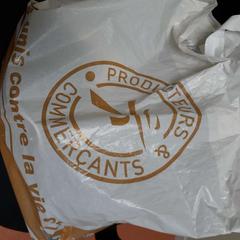 PRODUCTEURS
& COMMERÇANTS
unis contre la vie